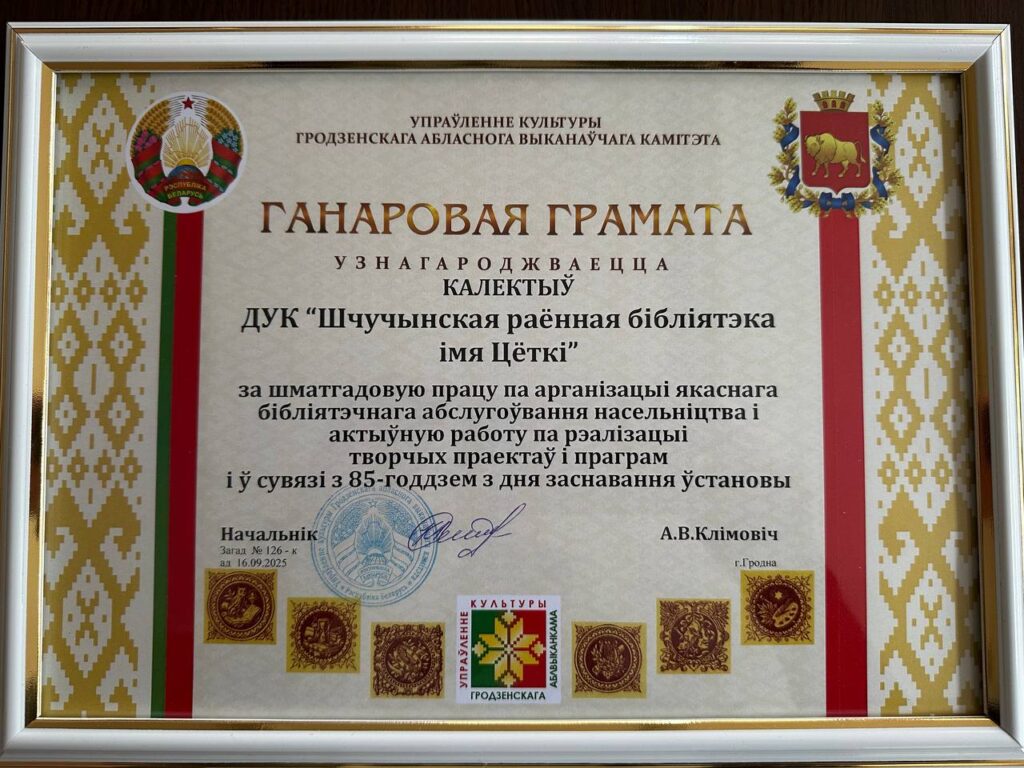 УПРАЎЛЕННЕ КУЛЬТУРЫ
ГРОДЗЕНСКАГА АБЛАСНОГА ВЫКАНАЎЧАГА КАМІТЭТА
РЭСПУБЛІКА
БЕЛАРУСЬ
ГАНАРОВАЯ ГРАМАТА
УЗНАГАРОДЖВАЕЦЦА
КАЛЕКТЫЎ
ДУК “Шчучынская раённая бібліятэка
імя Цёткі”
за шматгадовую працу па арганізацыі якаснага
бібліятэчнага абслугоўвання насельніцтва і
актыўную работу па рэалізацыі
творчых праектаў і праграм
і ў сувязі з 85-годдзем з дня заснавання ўстановы
Начальнік
А.В.Клімовіч
Загад № 126 - к
ад 16.09.2025
г.Гродна
УПРАЎЛЕННЕ
КУЛЬТУРЫ
АБЛВЫКАНКАМА
ГРОДЗЕНСКАГА